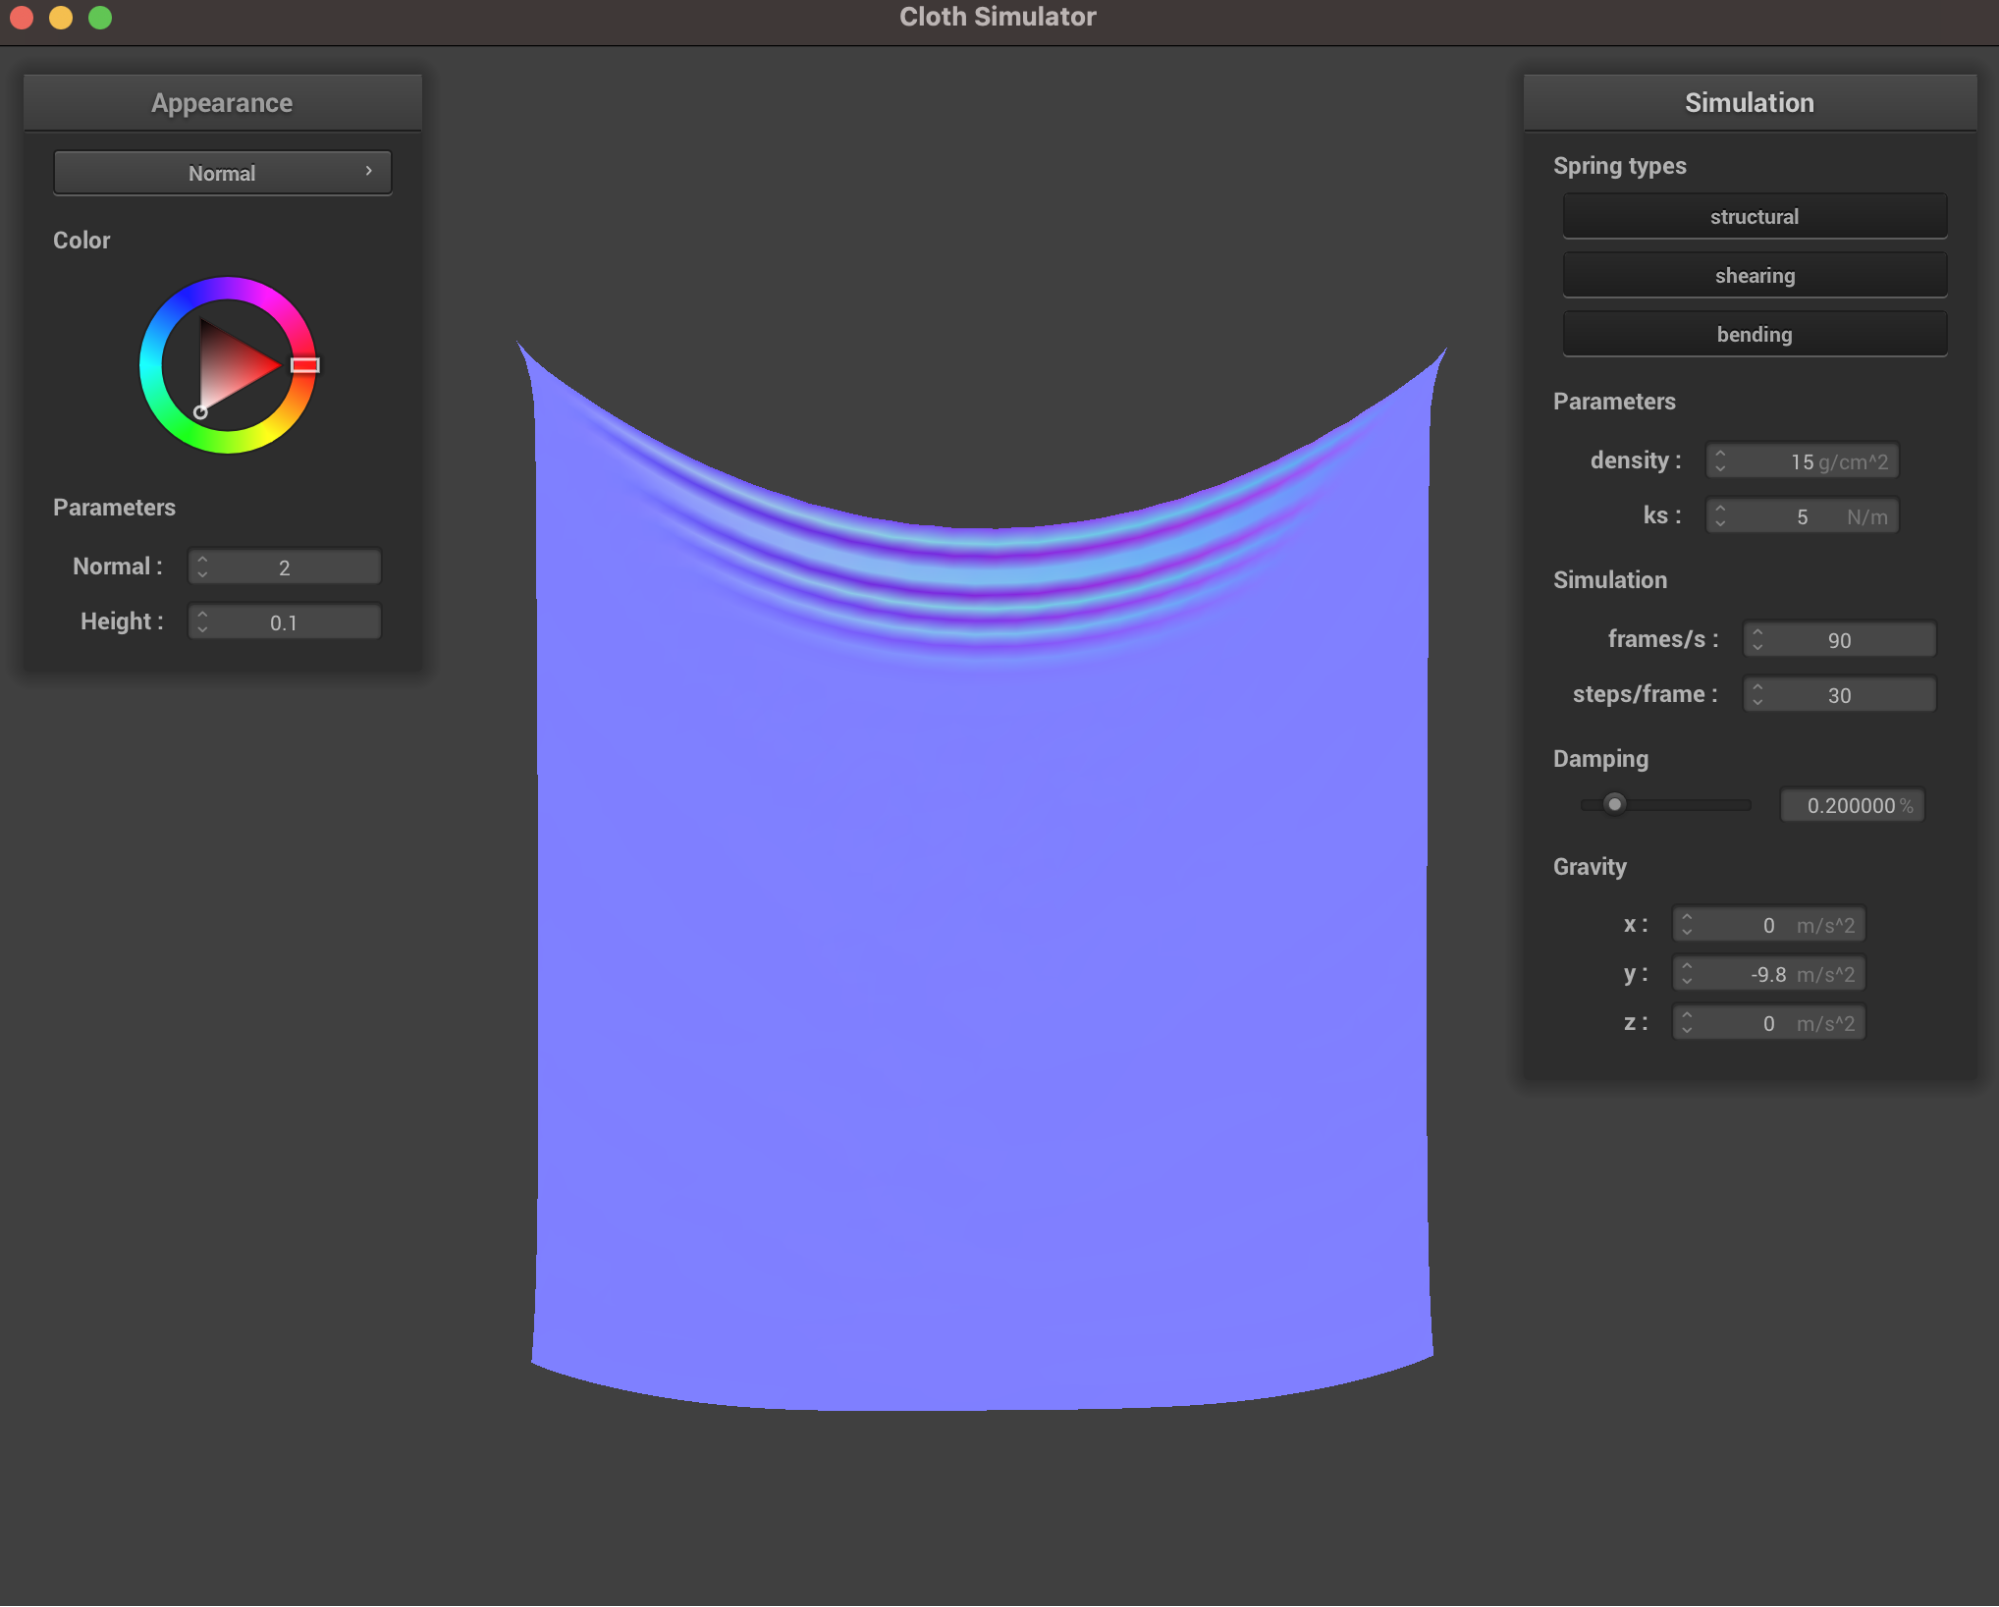 Cloth Simulator
Appearance
Normal
Color
Parameters
Normal : 2
Height : 0.1
Simulation
Spring types
structural
shearing
bending
Parameters
density : 15 g/cm^2
ks : 5 N/m
Simulation
frames/s : 90
steps/frame : 30
Damping
0.200000 %
Gravity
x : 0 m/s^2
y : -9.8 m/s^2
z : 0 m/s^2